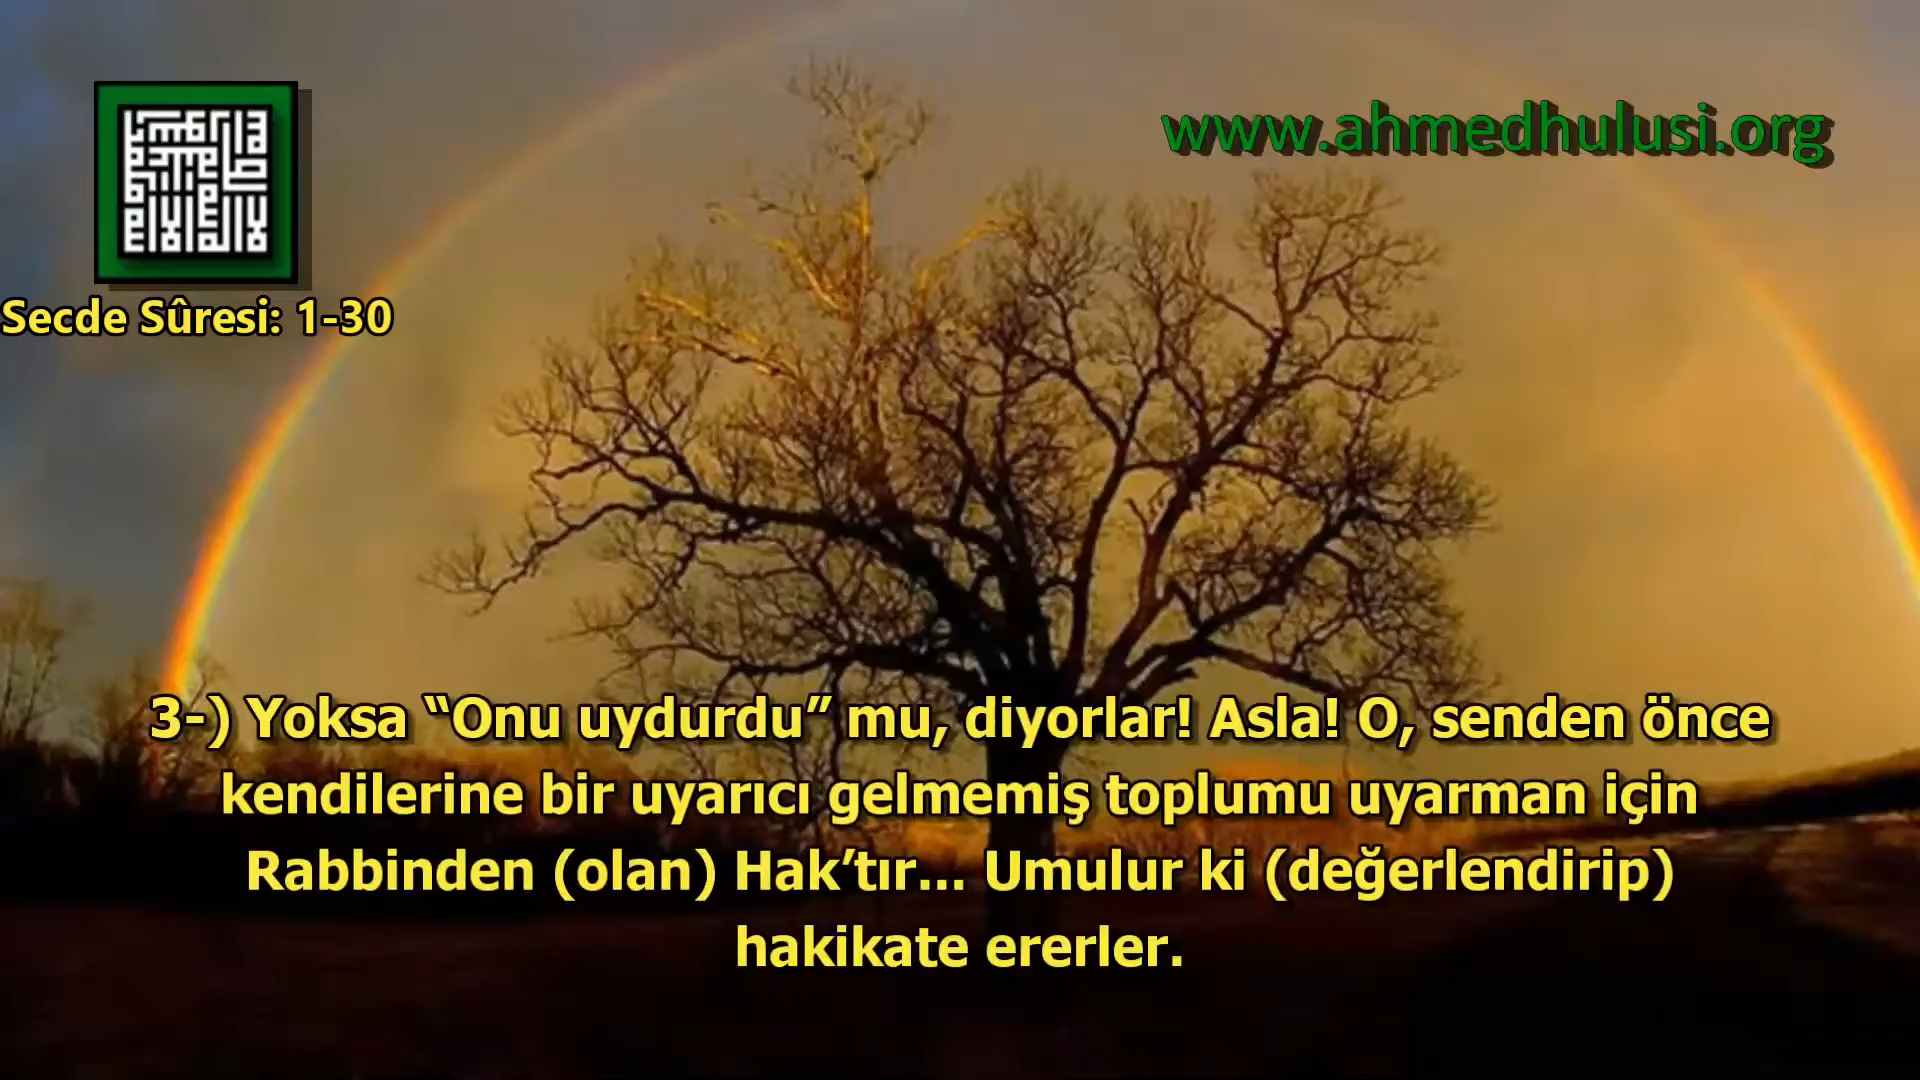 www.ahmedhulusi.org
Secde Sûresi: 1-30
3-) Yoksa “Onu uydurdu” mu, diyorlar! Asla! O, senden önce
kendilerine bir uyarıcı gelmemiş toplumu uyarman için
Rabbinden (olan) Hak’tır... Umulur ki (değerlendirip)
hakikate ererler.